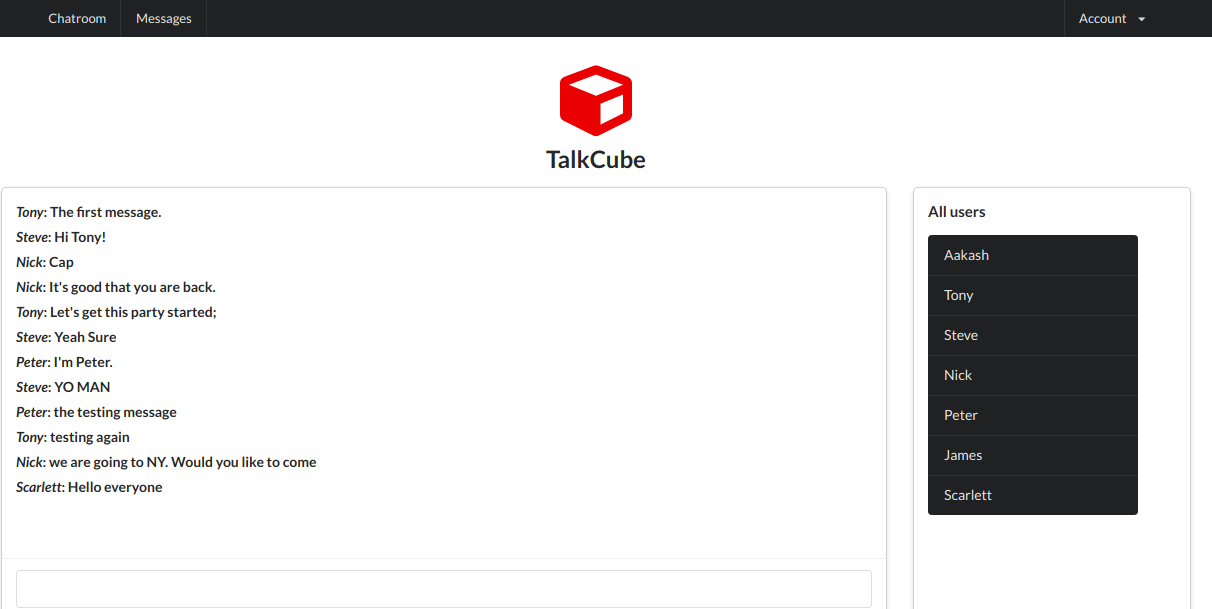 Chatroom Messages Account
TalkCube
Tony: The first message.
Steve: Hi Tony!
Nick: Cap
Nick: It's good that you are back.
Tony: Let's get this party started;
Steve: Yeah Sure
Peter: I'm Peter.
Steve: YO MAN
Peter: the testing message
Tony: testing again
Nick: we are going to NY. Would you like to come
Scarlett: Hello everyone
All users
Aakash
Tony
Steve
Nick
Peter
James
Scarlett